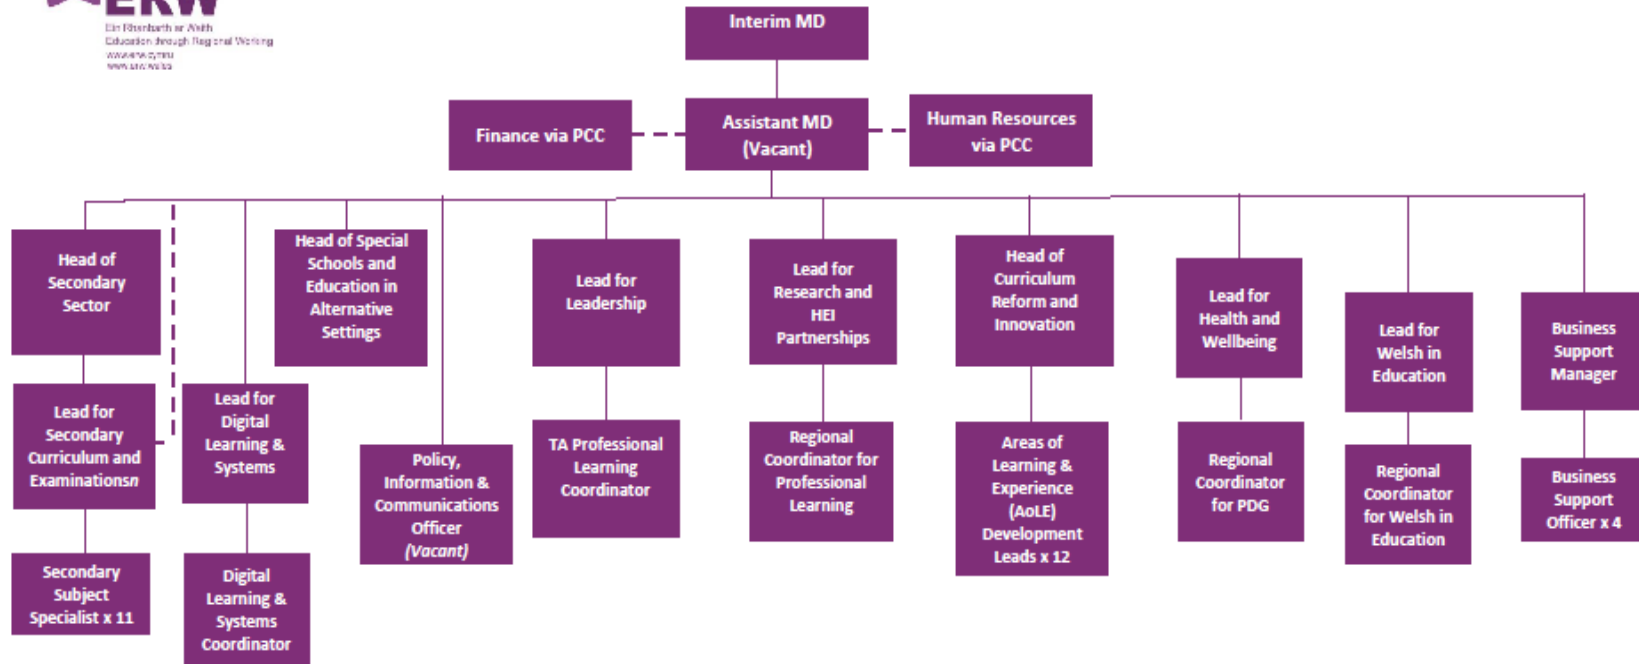 ERW
Ein Rhanbarth ar Waith
Education through Regional Working
www.erw.cymru
www.erw.wales
Interim MD
Finance via PCC
Assistant MD
(Vacant)
Human Resources
via PCC
Head of
Secondary
Sector
Head of Special
Schools and
Education in
Alternative
Settings
Lead for
Leadership
Lead for
Research and
HEI
Partnerships
Head of
Curriculum
Reform and
Innovation
Lead for
Health and
Wellbeing
Lead for
Welsh in
Education
Business
Support
Manager
Lead for
Secondary
Curriculum and
Examinationsn
Lead for
Digital
Learning &
Systems
Policy,
Information &
Communications
Officer
(Vacant)
TA Professional
Learning
Coordinator
Regional
Coordinator for
Professional
Learning
Areas of
Learning &
Experience
(AoLE)
Development
Leads x 12
Regional
Coordinator
for PDG
Regional
Coordinator
for Welsh in
Education
Business
Support
Officer x 4
Secondary
Subject
Specialist x 11
Digital
Learning &
Systems
Coordinator